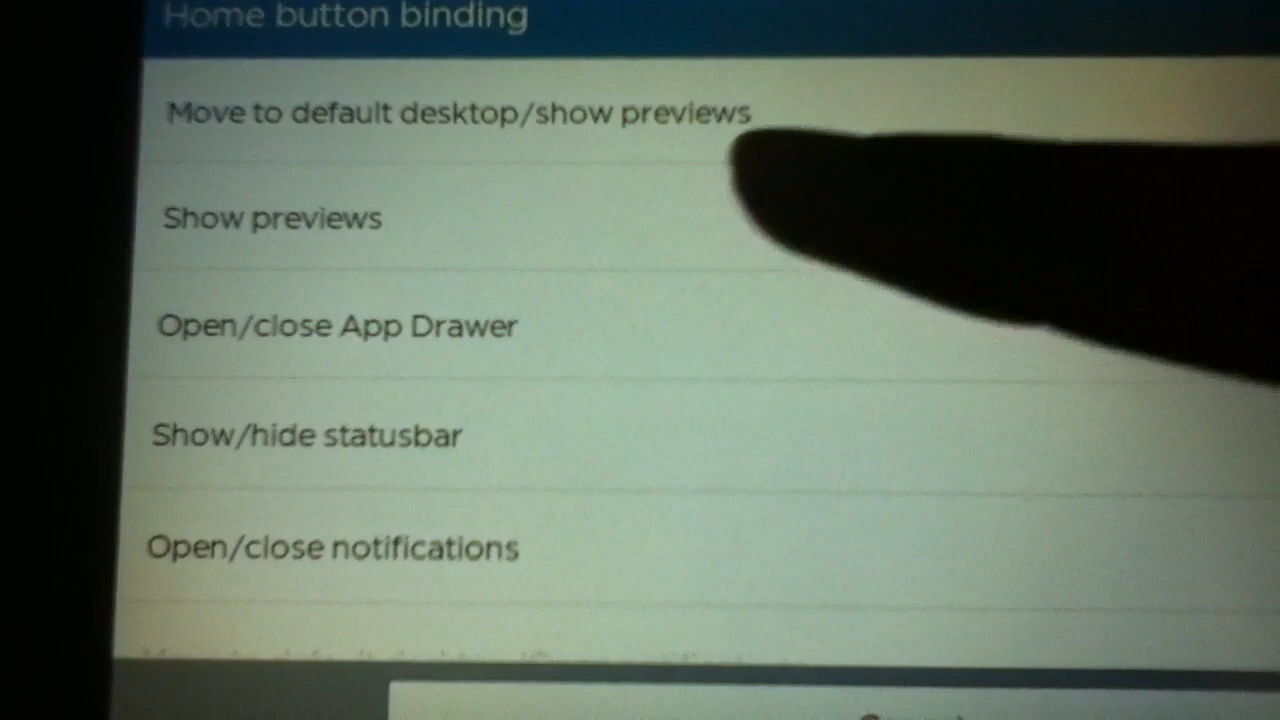 Home button binding
Move to default desktop/show previews
Show previews
Open/close App Drawer
Show/hide statusbar
Open/close notifications